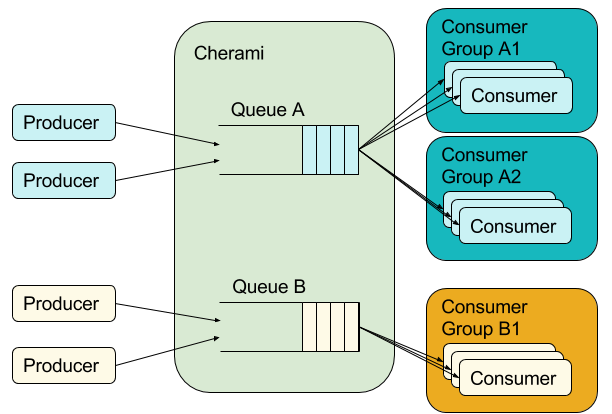 Cherami
Producer
Producer
Queue A
Consumer
Group A1
Consumer
Consumer
Group A2
Consumer
Producer
Producer
Queue B
Consumer
Group B1
Consumer